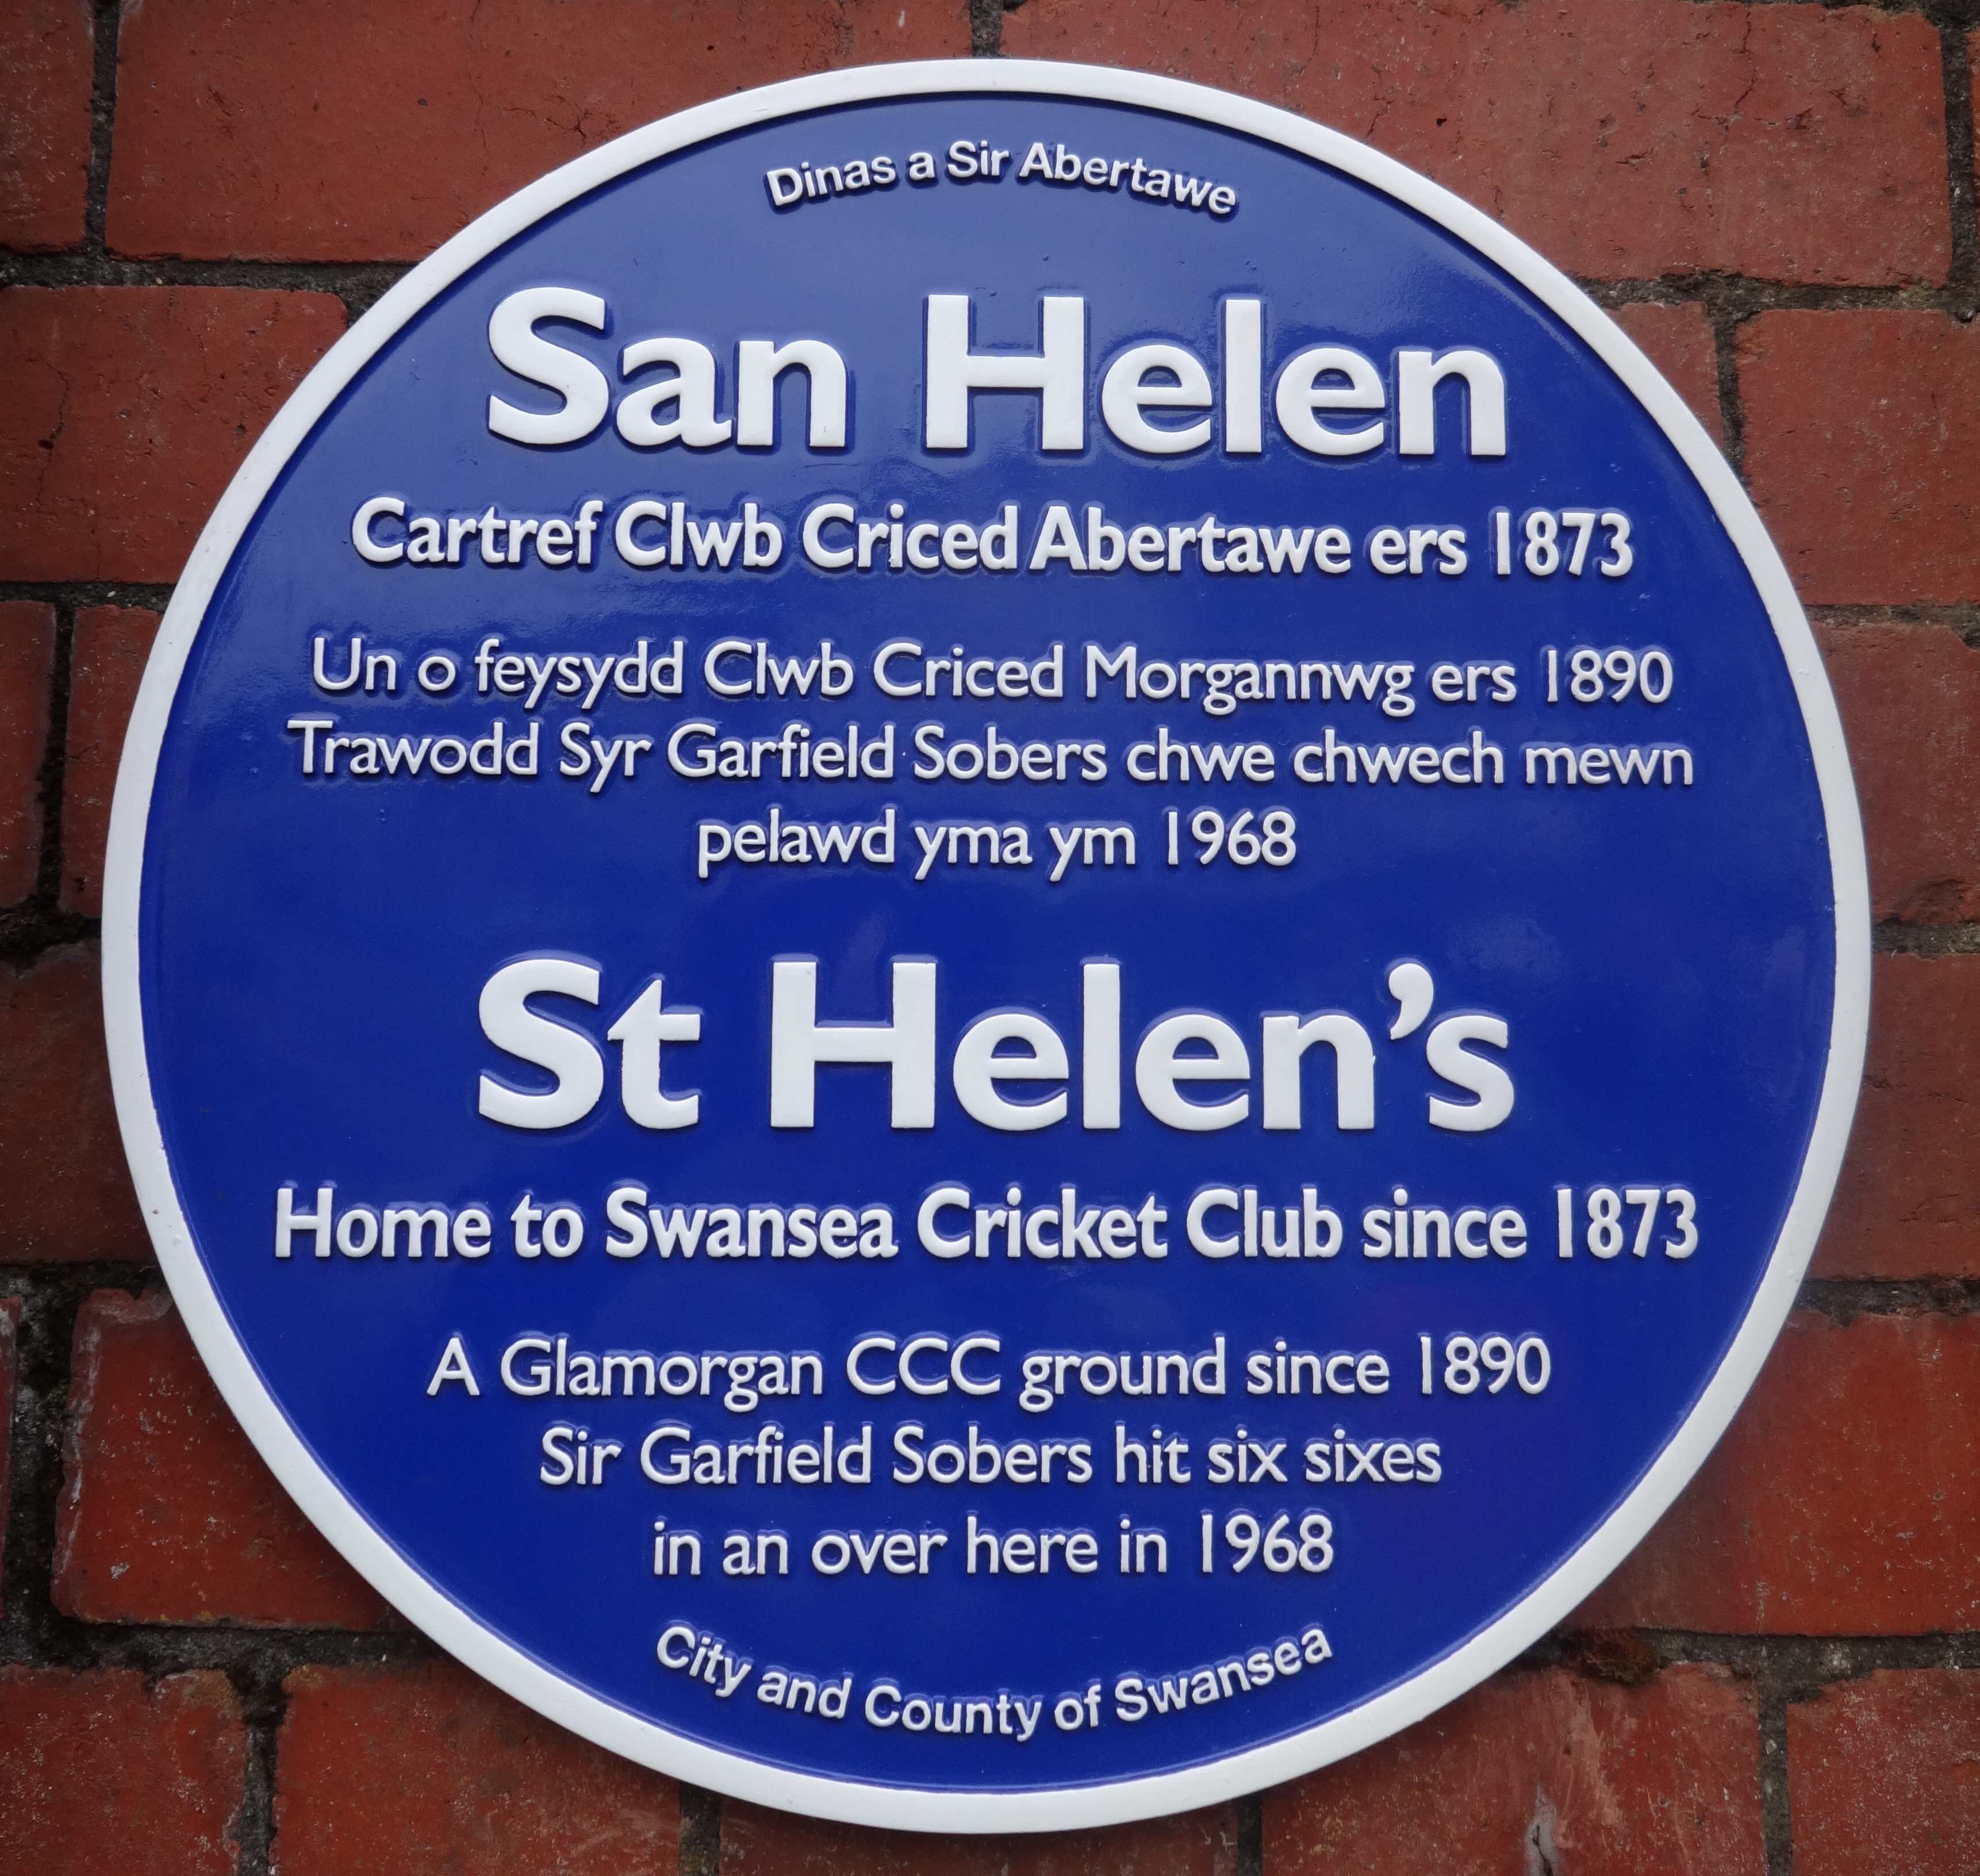 Dinas a Sir Abertawe
San Helen
Cartref Clwb Criced Abertawe ers 1873
Un o feysydd Clwb Criced Morgannwg ers 1890
Trawodd Syr Garfield Sobers chwe chwech mewn
pelawd yma ym 1968
St Helen’s
Home to Swansea Cricket Club since 1873
A Glamorgan CCC ground since 1890
Sir Garfield Sobers hit six sixes
in an over here in 1968
City and County of Swansea